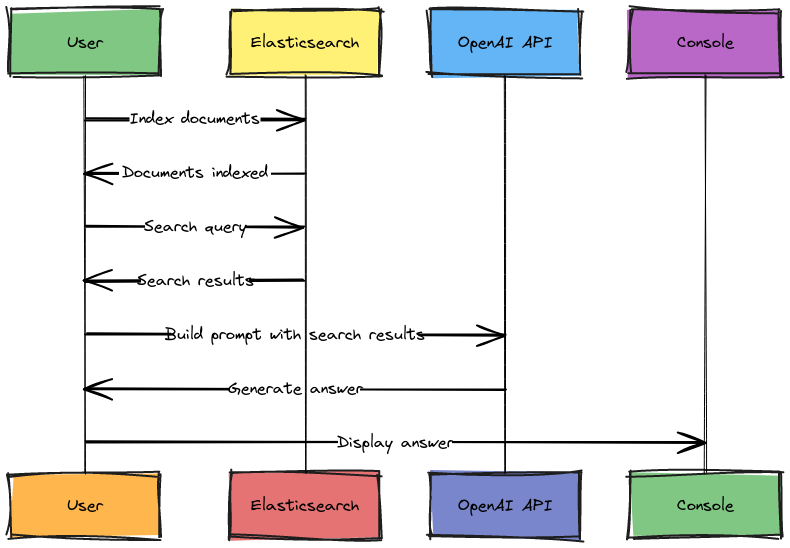 User
Elasticsearch
OpenAI API
Console
Index documents
Documents indexed
Search query
Search results
Build prompt with search results
Generate answer
Display answer
User
Elasticsearch
OpenAI API
Console